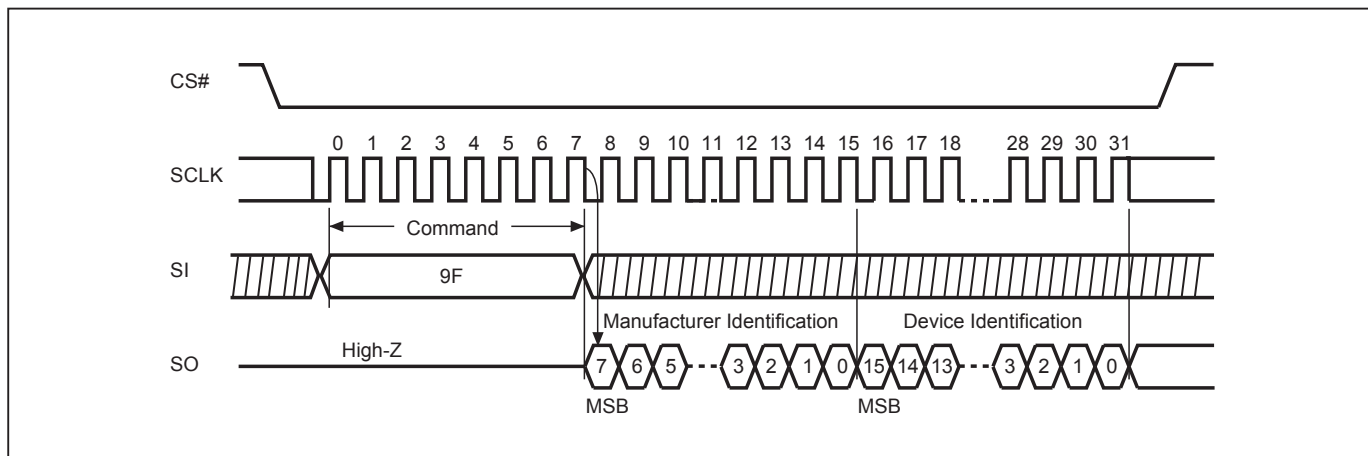 CS#
0 1 2 3 4 5 6 7 8 9 10 11 12 13 14 15 16 17 18 28 29 30 31
SCLK
Command
SI
9F
Manufacturer Identification Device Identification
High-Z
SO
7 6 5 3 2 1 0 15 14 13 3 2 1 0
MSB MSB